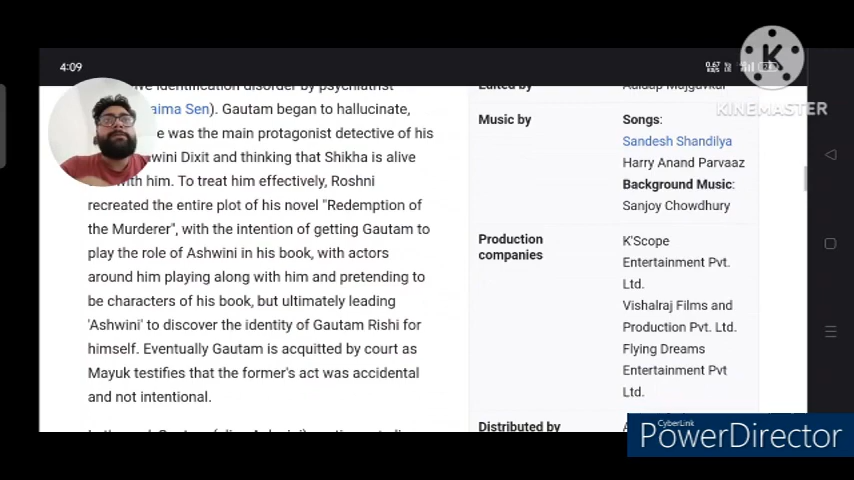 4:09
0.67
KB/S
KINEMASTER
identification disorder by psychiatrist
aima Sen). Gautam began to hallucinate,
e was the main protagonist detective of his
wini Dixit and thinking that Shikha is alive
with him. To treat him effectively, Roshni
recreated the entire plot of his novel "Redemption of
the Murderer", with the intention of getting Gautam to
play the role of Ashwini in his book, with actors
around him playing along with him and pretending to
be characters of his book, but ultimately leading
'Ashwini' to discover the identity of Gautam Rishi for
himself. Eventually Gautam is acquitted by court as
Mayuk testifies that the former's act was accidental
and not intentional.
Music by
Songs:
Sandesh Shandilya
Harry Anand Parvaaz
Background Music:
Sanjoy Chowdhury
Production
companies
K'Scope
Entertainment Pvt.
Ltd.
Vishalraj Films and
Production Pvt. Ltd.
Flying Dreams
Entertainment Pvt
Ltd.
Distributed by
CyberLink
PowerDirector